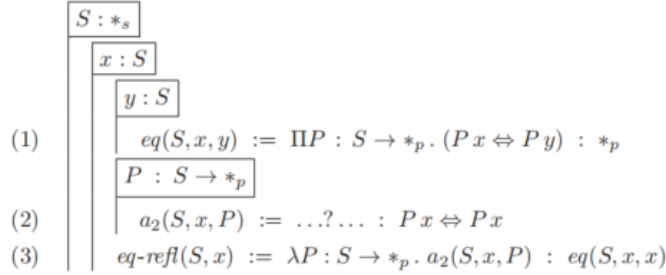 S : *ₛ
x : S
y : S
(1) eq(S, x, y) := ΠP : S → *ₚ . (P x ⇔ P y) : *ₚ
P : S → *ₚ
(2) a₂(S, x, P) := …?… : P x ⇔ P x
(3) eq-refl(S, x) := λP : S → *ₚ . a₂(S, x, P) : eq(S, x, x)